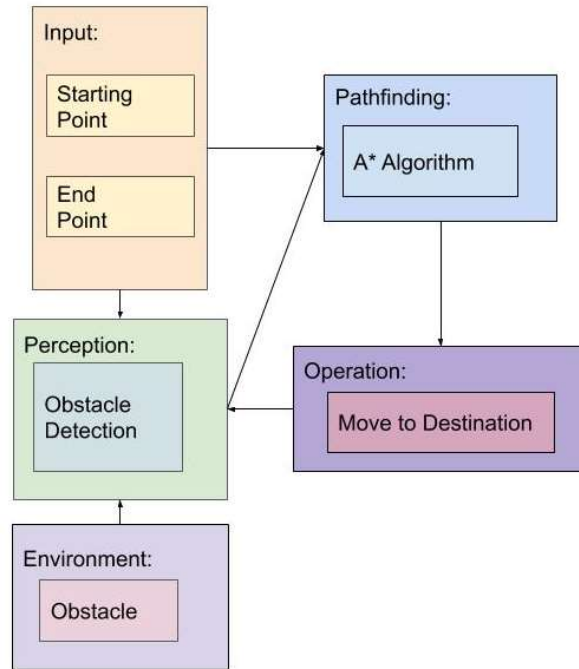 Input:
Starting
Point
End
Point
Pathfinding:
A* Algorithm
Perception:
Obstacle
Detection
Operation:
Move to Destination
Environment:
Obstacle